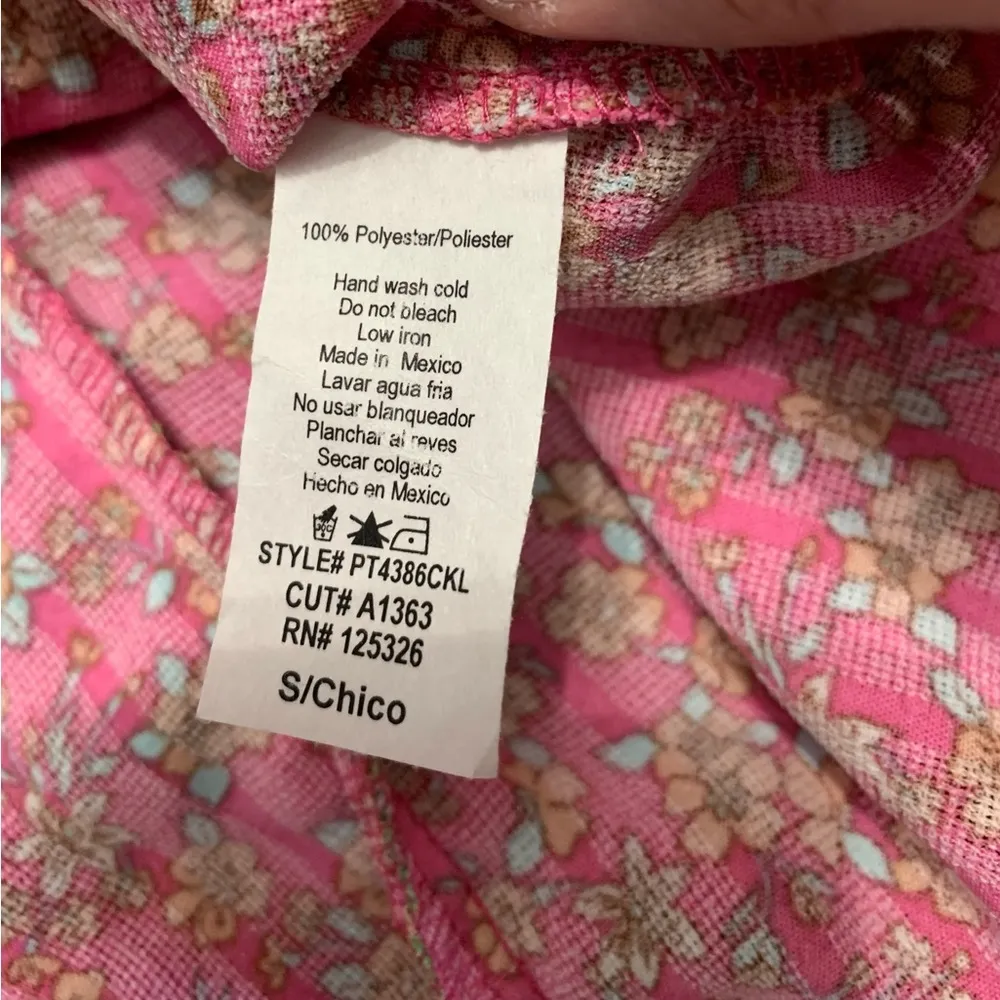 100% Polyester/Poliester
Hand wash cold
Do not bleach
Low iron
Made in Mexico
Lavar agua fria
No usar blanqueador
Planchar al reves
Secar colgado
Hecho en Mexico
30C
STYLE# PT4386CKL
CUT# A1363
RN# 125326
S/Chico